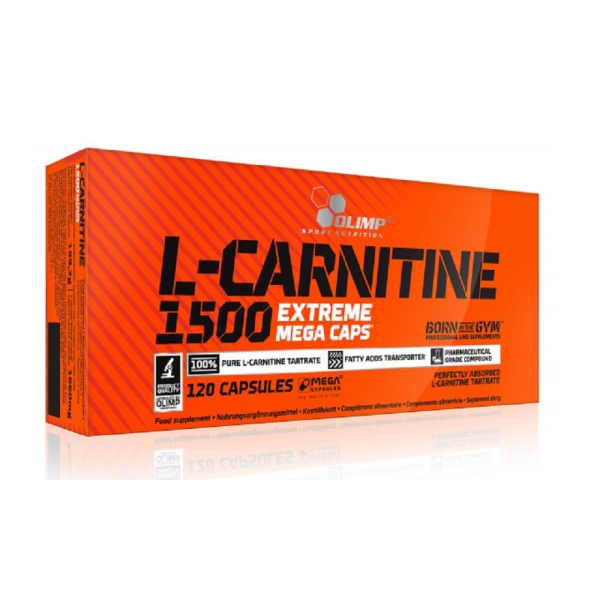 OLIMP®
SPORT NUTRITION
L-CARNITINE
1500 EXTREME
MEGA CAPS®
BORN IN THE GYM™
PROFESSIONAL LINE SUPPLEMENTS
100% PURE L-CARNITINE TARTRATE
FATTY ACIDS TRANSPORTER
PHARMACEUTICAL
GRADE COMPOUND
PERFECTLY ABSORBED
L-CARNITINE TARTRATE
PRODUCT
QUALITY
OLIMP
120 CAPSULES
MEGA
CAPSULES
Food supplement • Nahrungsergänzungsmittel • Kosttillskott • Complément alimentaire • Complemento alimenticio • Suplement diety
L-CARNITINE